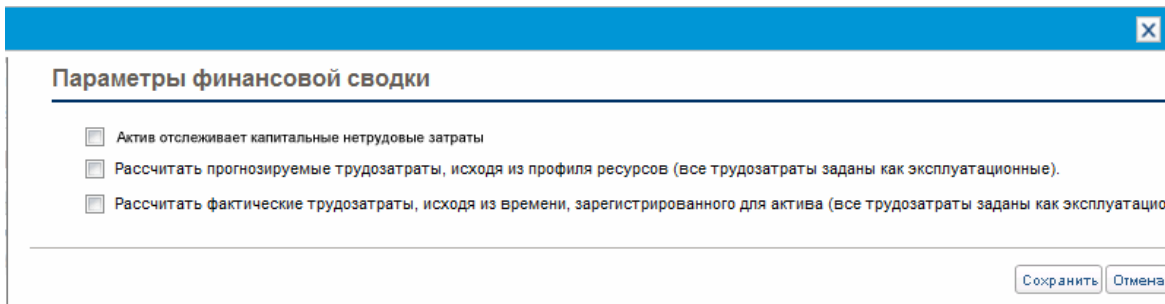 Параметры финансовой сводки
Актив отслеживает капитальные нетрудовые затраты
Рассчитать прогнозируемые трудозатраты, исходя из профиля ресурсов (все трудозатраты заданы как эксплуатационные).
Рассчитать фактические трудозатраты, исходя из времени, зарегистрированного для актива (все трудозатраты заданы как эксплуатацио
Сохранить Отмена